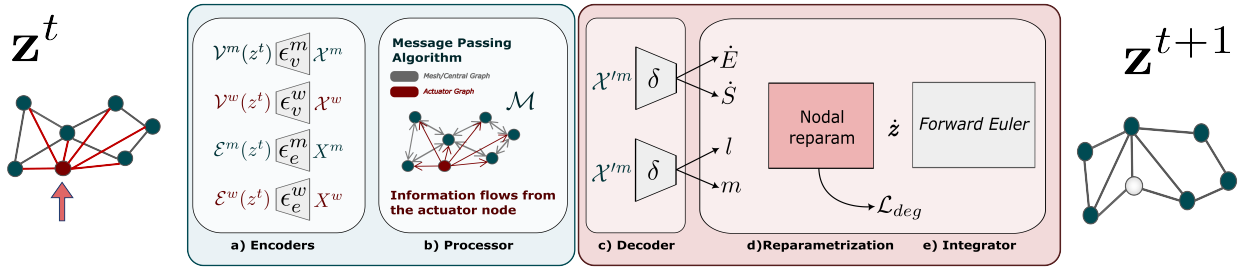 z^t
𝒱^m(z^t) ϵ_v^m 𝒳^m
𝒱^w(z^t) ϵ_v^w 𝒳^w
ℰ^m(z^t) ϵ_e^m X^m
ℰ^w(z^t) ϵ_e^w X^w
a) Encoders
Message Passing
Algorithm
Mesh/Central Graph
Actuator Graph
ℳ
Information flows from
the actuator node
b) Processor
𝒳'^m δ Ė
Ṡ
𝒳'^m δ l
m
c) Decoder
Nodal
reparam
ż
ℒ_deg
d)Reparametrization
Forward Euler
e) Integrator
z^{t+1}